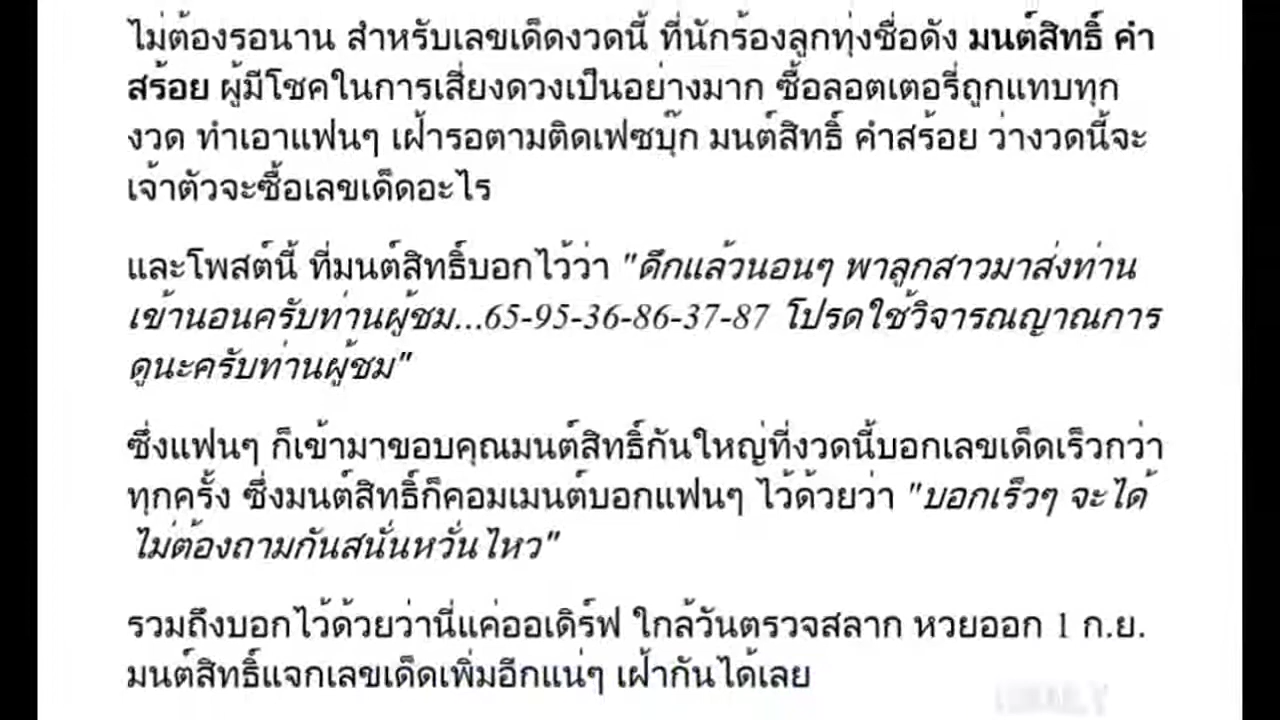 ไม่ต้องรอนาน สำหรับเลขเด็ดงวดนี้ ที่นักร้องลูกทุ่งชื่อดัง มนต์สิทธิ์ คำ
สร้อย ผู้มีโชคในการเสี่ยงดวงเป็นอย่างมาก ซื้อลอตเตอรี่ถูกแทบทุก
งวด ทำเอาแฟนๆ เฝ้ารอตามติดเฟซบุ๊ก มนต์สิทธิ์ คำสร้อย ว่างวดนี้จะ
เจ้าตัวจะซื้อเลขเด็ดอะไร
และโพสต์นี้ ที่มนต์สิทธิ์บอกไว้ว่า "ดึกแล้วนอนๆ พาลูกสาวมาส่งท่าน
เข้านอนครับท่านผู้ชม...65-95-36-86-37-87 โปรดใช้วิจารณญาณการ
ดูนะครับท่านผู้ชม"
ซึ่งแฟนๆ ก็เข้ามาขอบคุณมนต์สิทธิ์กันใหญ่ที่งวดนี้บอกเลขเด็ดเร็วกว่า
ทุกครั้ง ซึ่งมนต์สิทธิ์ก็คอมเมนต์บอกแฟนๆ ไว้ด้วยว่า "บอกเร็วๆ จะได้
ไม่ต้องถามกันสนั่นหวั่นไหว"
รวมถึงบอกไว้ด้วยว่านี่แค่ออเดิร์ฟ ใกล้วันตรวจสลาก หวยออก 1 ก.ย.
มนต์สิทธิ์แจกเลขเด็ดเพิ่มอีกแน่ๆ เฝ้ากันได้เลย